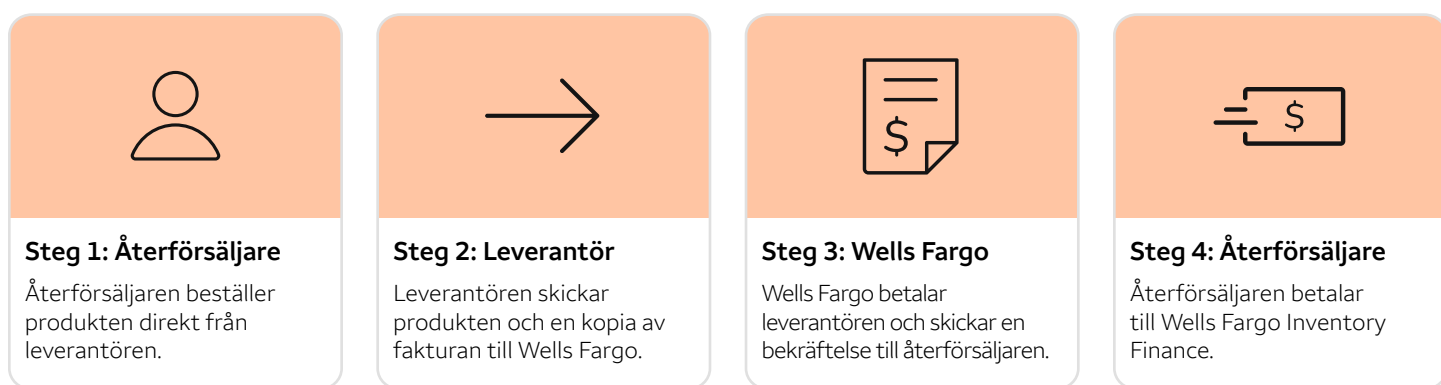 Steg 1: Återförsäljare
Återförsäljaren beställer
produkten direkt från
leverantören.
Steg 2: Leverantör
Leverantören skickar
produkten och en kopia av
fakturan till Wells Fargo.
$
Steg 3: Wells Fargo
Wells Fargo betalar
leverantören och skickar en
bekräftelse till återförsäljaren.
$
Steg 4: Återförsäljare
Återförsäljaren betalar
till Wells Fargo Inventory
Finance.